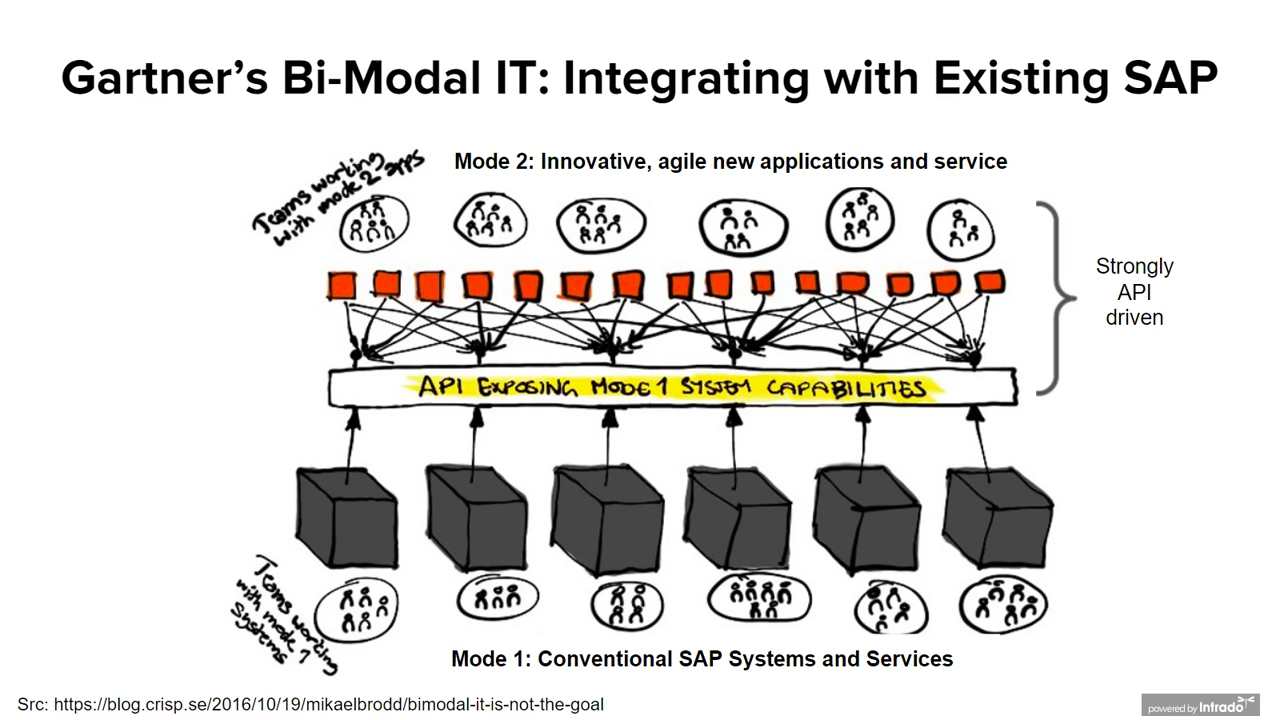 Gartner’s Bi-Modal IT: Integrating with Existing SAP
Mode 2: Innovative, agile new applications and service
Teams working
with mode 2 apps
Strongly
API
driven
API EXPOSING MODE 1 SYSTEM CAPABILITIES
Teams working
with mode 1
Systems
Mode 1: Conventional SAP Systems and Services
Src: https://blog.crisp.se/2016/10/19/mikaelbrodd/bimodal-it-is-not-the-goal
powered by Intrado